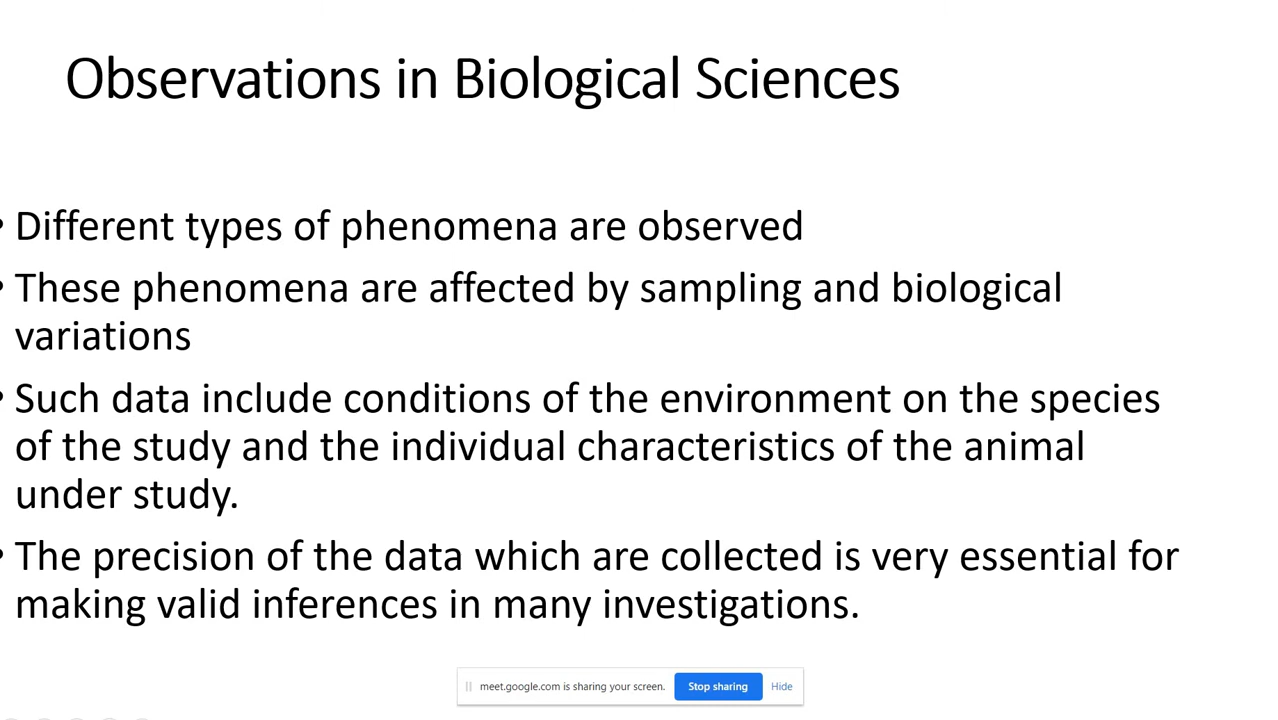 Observations in Biological Sciences
• Different types of phenomena are observed
• These phenomena are affected by sampling and biological
variations
• Such data include conditions of the environment on the species
of the study and the individual characteristics of the animal
under study.
• The precision of the data which are collected is very essential for
making valid inferences in many investigations.
meet.google.com is sharing your screen. Stop sharing Hide